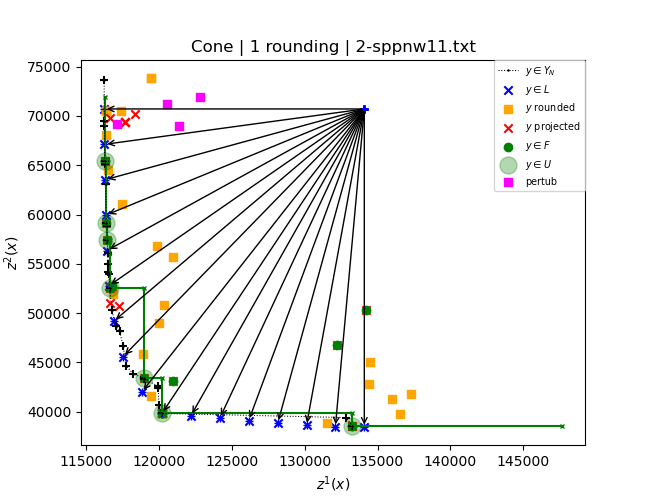 Cone | 1 rounding | 2-sppnw11.txt
75000
70000
65000
60000
55000
50000
45000
40000
z²(x)
115000 120000 125000 130000 135000 140000 145000
z¹(x)
y ∈ Y_N
y ∈ L
y rounded
y projected
y ∈ F
y ∈ U
pertub